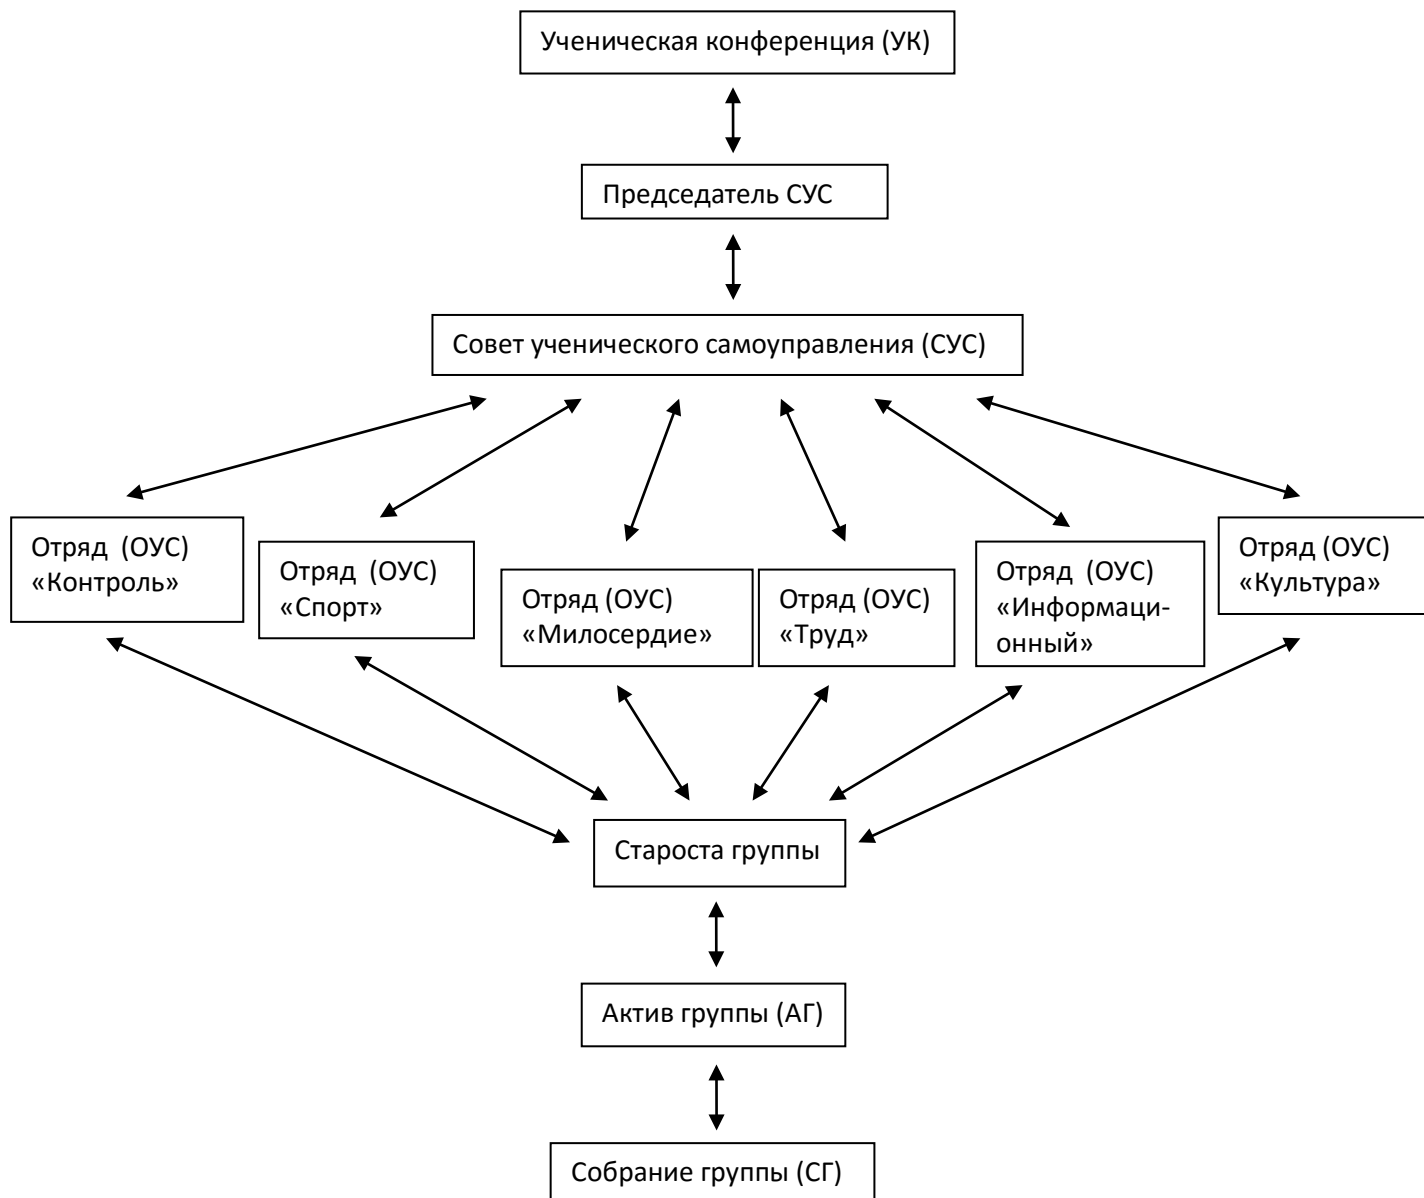 Ученическая конференция (УК)
Председатель СУС
Совет ученического самоуправления (СУС)
Отряд (ОУС)
«Контроль»
Отряд (ОУС)
«Спорт»
Отряд (ОУС)
«Милосердие»
Отряд (ОУС)
«Труд»
Отряд (ОУС)
«Информаци-
онный»
Отряд (ОУС)
«Культура»
Староста группы
Актив группы (АГ)
Собрание группы (СГ)